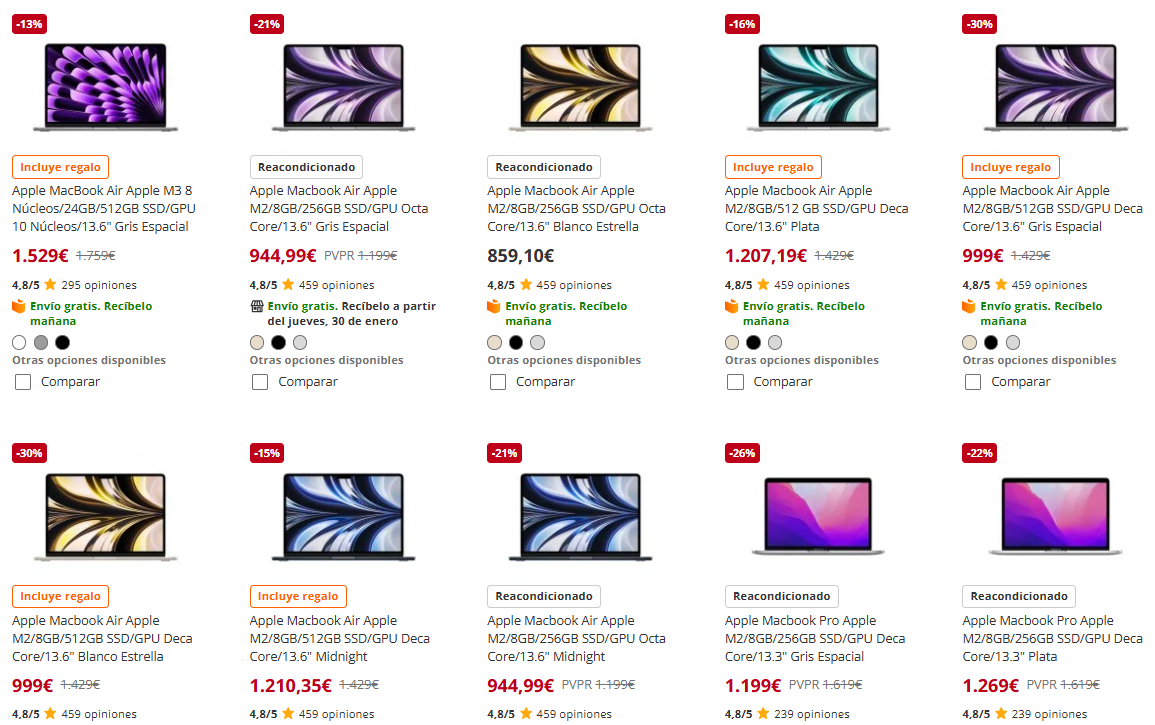 -13%
Incluye regalo
Apple MacBook Air Apple M3 8
Núcleos/24GB/512GB SSD/GPU
10 Núcleos/13.6" Gris Espacial
1.529€ 1.759€
4,8/5 295 opiniones
Envío gratis. Recíbelo
mañana
Otras opciones disponibles
Comparar
-21%
Reacondicionado
Apple Macbook Air Apple
M2/8GB/256GB SSD/GPU Octa
Core/13.6" Gris Espacial
944,99€ PVPR 1.199€
4,8/5 459 opiniones
Envío gratis. Recíbelo a partir
del jueves, 30 de enero
Otras opciones disponibles
Comparar
Reacondicionado
Apple Macbook Air Apple
M2/8GB/256GB SSD/GPU Octa
Core/13.6" Blanco Estrella
859,10€
4,8/5 459 opiniones
Envío gratis. Recíbelo
mañana
Otras opciones disponibles
Comparar
-16%
Incluye regalo
Apple Macbook Air Apple
M2/8GB/512 GB SSD/GPU Deca
Core/13.6" Plata
1.207,19€ 1.429€
4,8/5 459 opiniones
Envío gratis. Recíbelo
mañana
Otras opciones disponibles
Comparar
-30%
Incluye regalo
Apple Macbook Air Apple
M2/8GB/512GB SSD/GPU Deca
Core/13.6" Gris Espacial
999€ 1.429€
4,8/5 459 opiniones
Envío gratis. Recíbelo
mañana
Otras opciones disponibles
Comparar
-30%
Incluye regalo
Apple Macbook Air Apple
M2/8GB/512GB SSD/GPU Deca
Core/13.6" Blanco Estrella
999€ 1.429€
4,8/5 459 opiniones
-15%
Incluye regalo
Apple Macbook Air Apple
M2/8GB/512GB SSD/GPU Deca
Core/13.6" Midnight
1.210,35€ 1.429€
4,8/5 459 opiniones
-21%
Reacondicionado
Apple Macbook Air Apple
M2/8GB/256GB SSD/GPU Octa
Core/13.6" Midnight
944,99€ PVPR 1.199€
4,8/5 459 opiniones
-26%
Reacondicionado
Apple Macbook Pro Apple
M2/8GB/256GB SSD/GPU Deca
Core/13.3" Gris Espacial
1.199€ PVPR 1.619€
4,8/5 239 opiniones
-22%
Reacondicionado
Apple Macbook Pro Apple
M2/8GB/256GB SSD/GPU Deca
Core/13.3" Plata
1.269€ PVPR 1.619€
4,8/5 239 opiniones